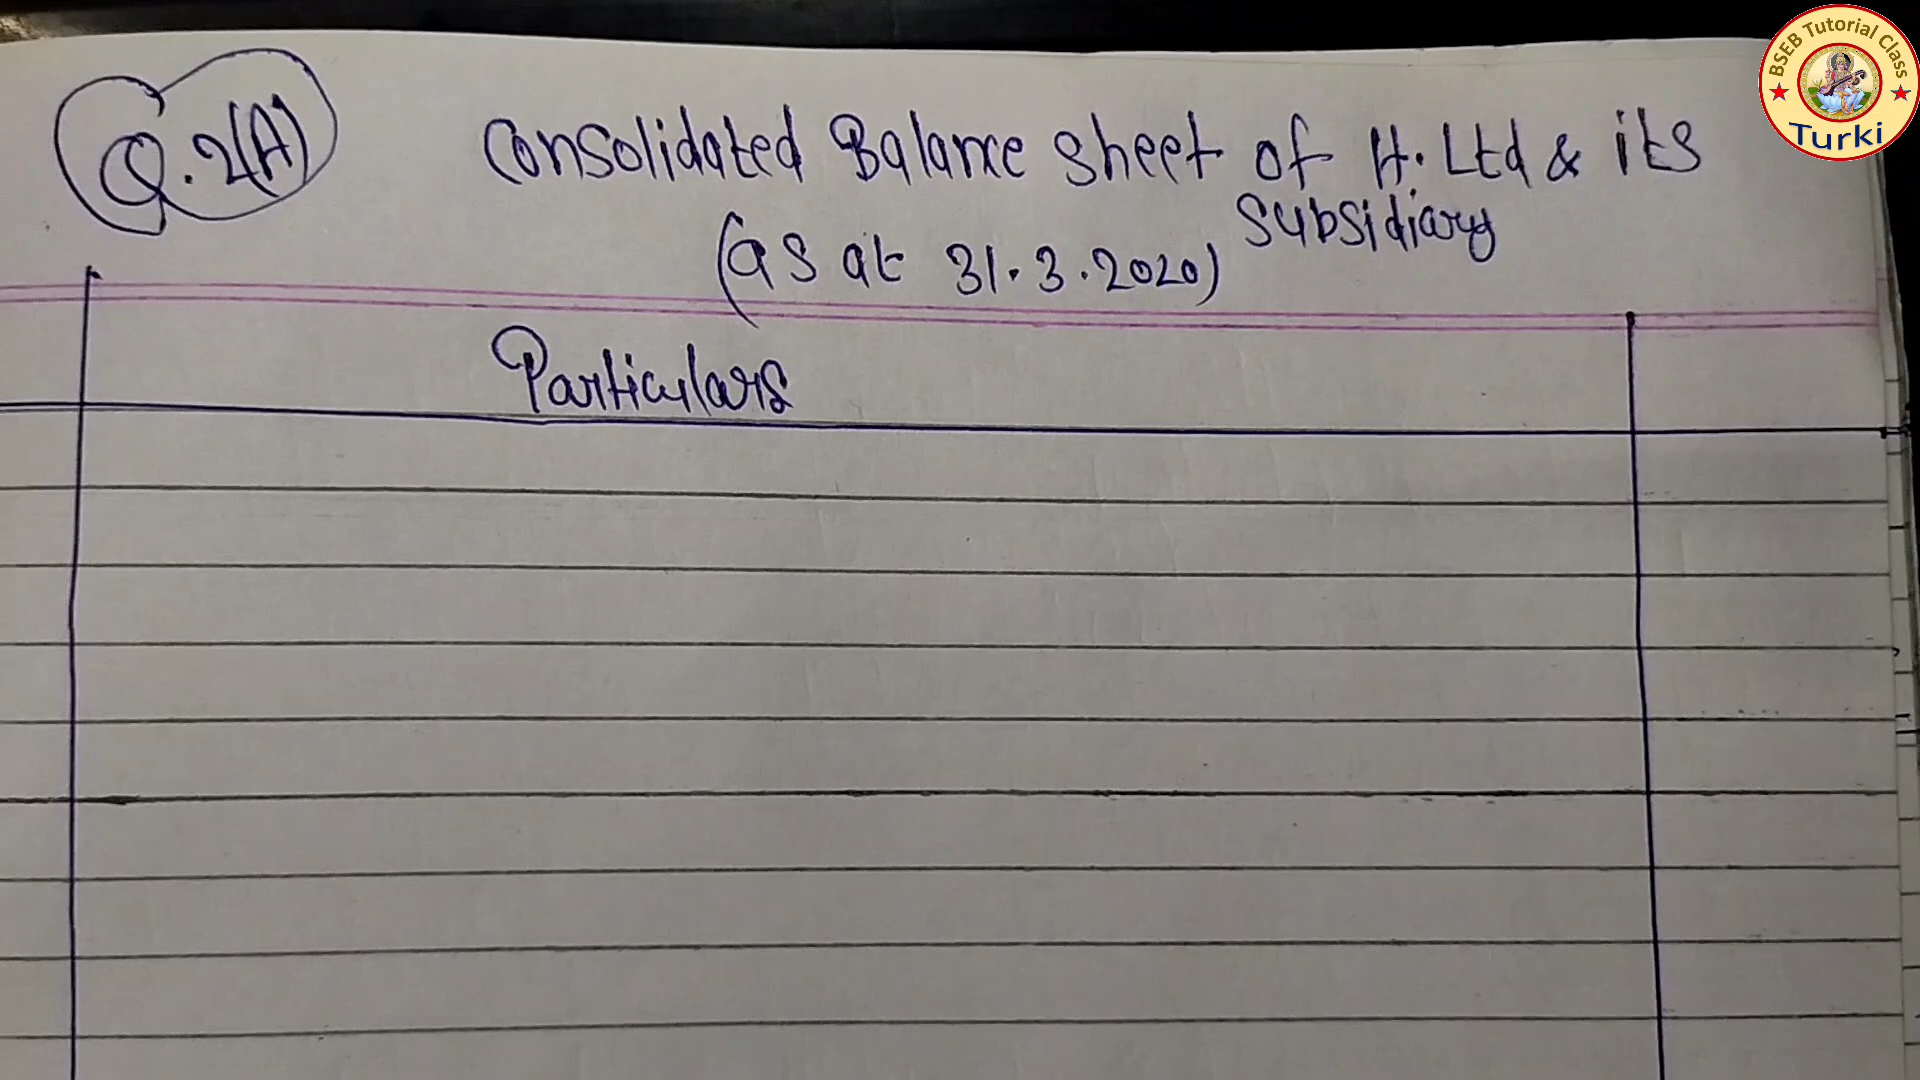 BSEB Tutorial Class
Turki
Q. 2(A)
Consolidated Balance Sheet of H. Ltd & its
Subsidiary
(as at 31.3.2020)
Particulars